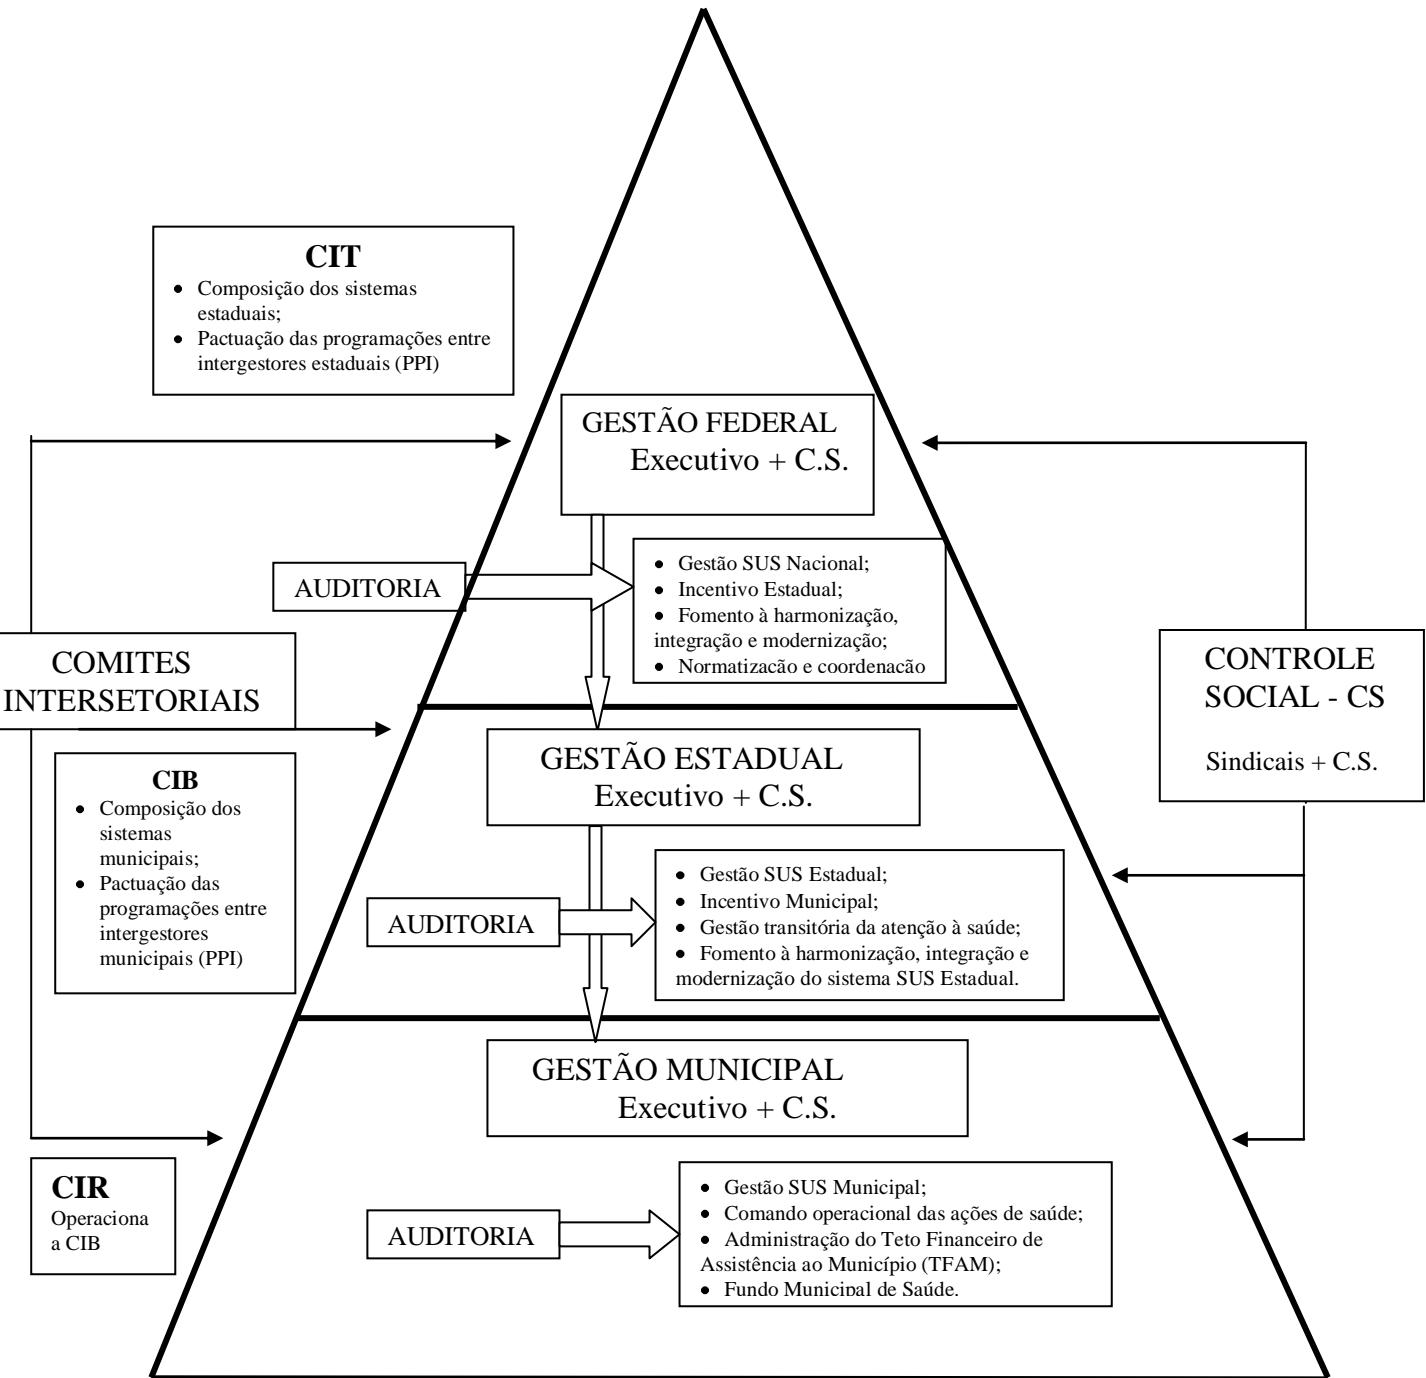 CIT
• Composição dos sistemas
estaduais;
• Pactuação das programações entre
intergestores estaduais (PPI)
GESTÃO FEDERAL
Executivo + C.S.
AUDITORIA
• Gestão SUS Nacional;
• Incentivo Estadual;
• Fomento à harmonização,
integração e modernização;
• Normatização e coordenação
COMITES
INTERSETORIAIS
CONTROLE
SOCIAL - CS
Sindicais + C.S.
CIB
• Composição dos
sistemas
municipais;
• Pactuação das
programações entre
intergestores
municipais (PPI)
GESTÃO ESTADUAL
Executivo + C.S.
AUDITORIA
• Gestão SUS Estadual;
• Incentivo Municipal;
• Gestão transitória da atenção à saúde;
• Fomento à harmonização, integração e
modernização do sistema SUS Estadual.
GESTÃO MUNICIPAL
Executivo + C.S.
CIR
Operaciona
a CIB
AUDITORIA
• Gestão SUS Municipal;
• Comando operacional das ações de saúde;
• Administração do Teto Financeiro de
Assistência ao Município (TFAM);
• Fundo Municipal de Saúde.